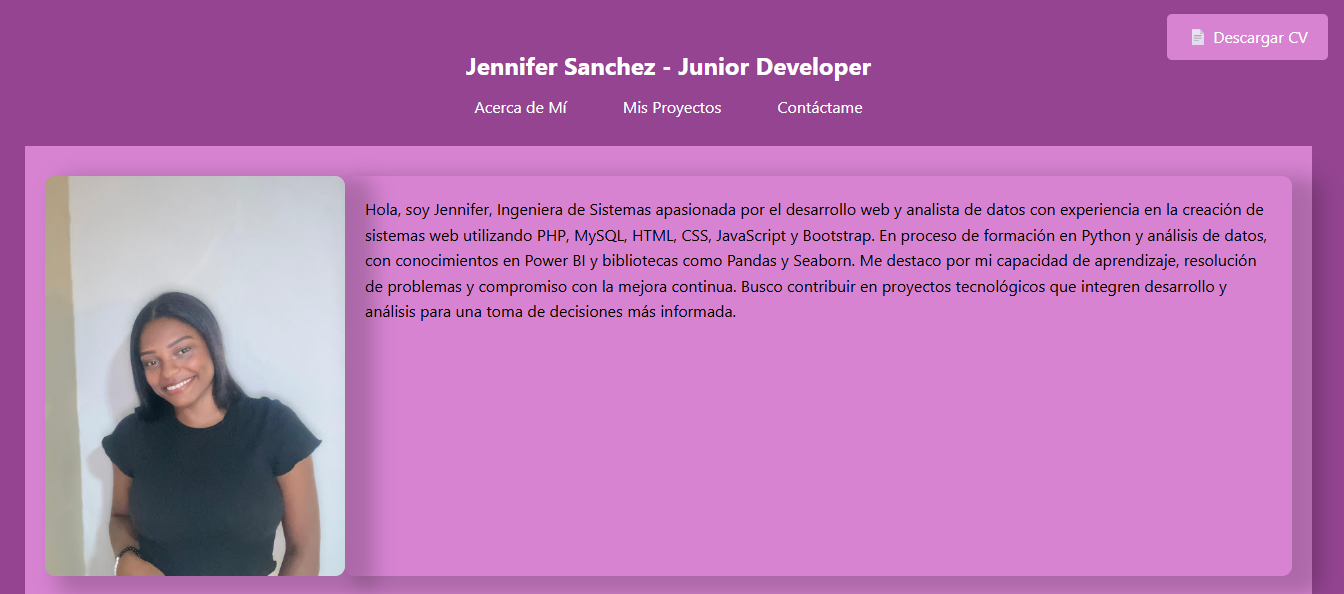 Descargar CV
Jennifer Sanchez - Junior Developer
Acerca de Mí Mis Proyectos Contáctame
Hola, soy Jennifer, Ingeniera de Sistemas apasionada por el desarrollo web y analista de datos con experiencia en la creación de
sistemas web utilizando PHP, MySQL, HTML, CSS, JavaScript y Bootstrap. En proceso de formación en Python y análisis de datos,
con conocimientos en Power BI y bibliotecas como Pandas y Seaborn. Me destaco por mi capacidad de aprendizaje, resolución
de problemas y compromiso con la mejora continua. Busco contribuir en proyectos tecnológicos que integren desarrollo y
análisis para una toma de decisiones más informada.